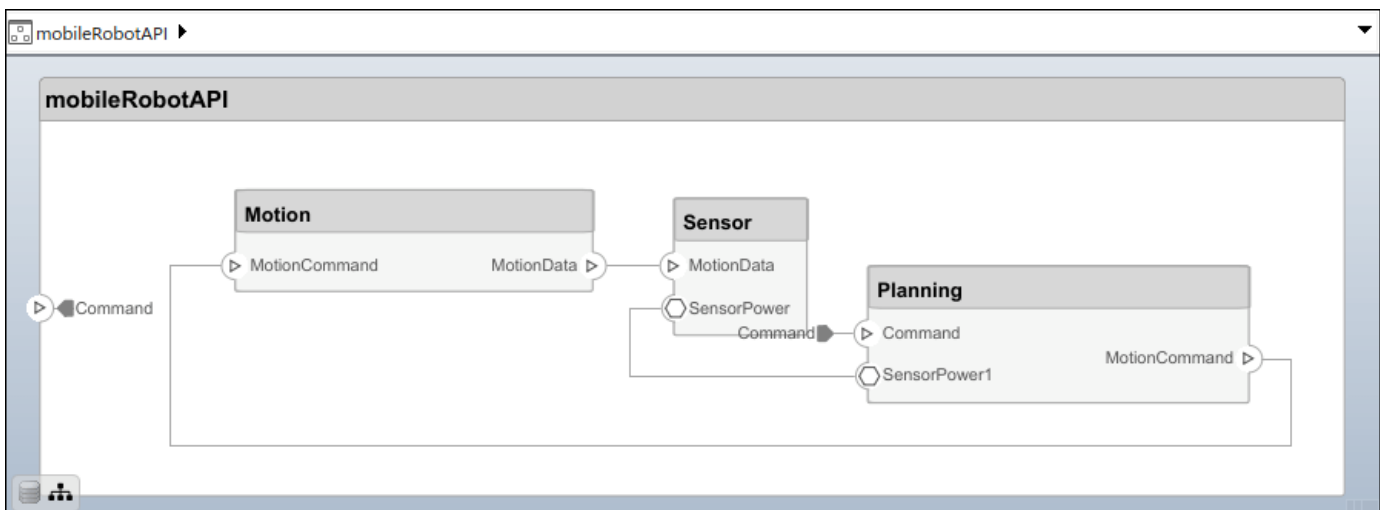 mobileRobotAPI
mobileRobotAPI
Motion
MotionCommand
MotionData
Sensor
MotionData
SensorPower
Command
Planning
Command
Command
SensorPower1
MotionCommand